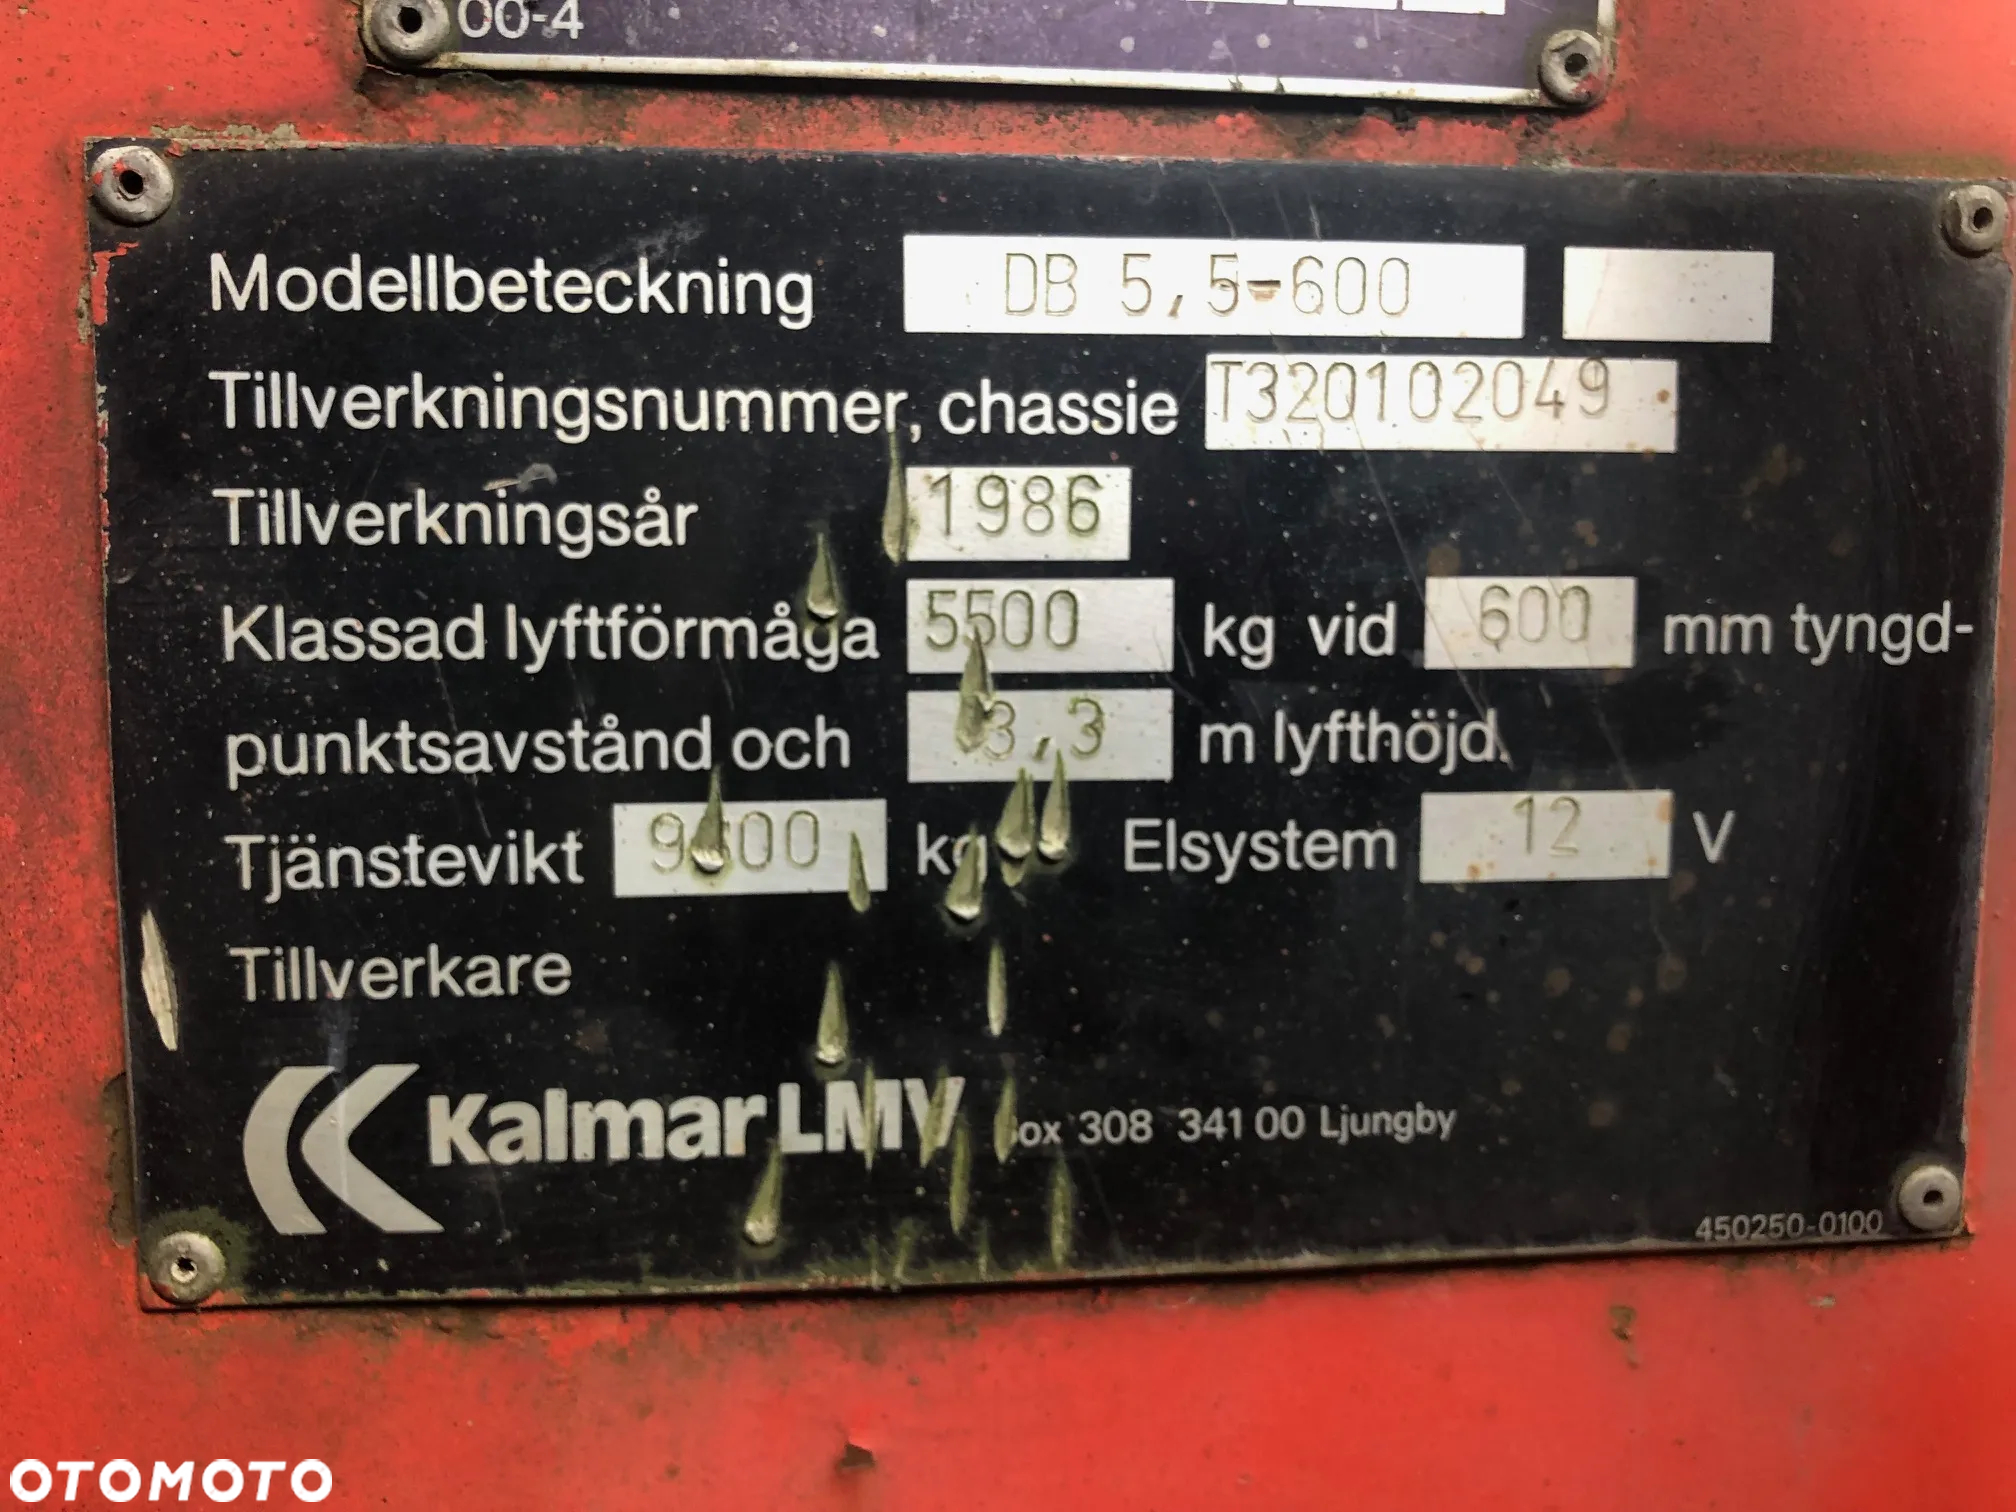 00-4
Modellbeteckning DB 5,5-600
Tillverkningsnummer, chassie T320102049
Tillverkningsår 1986
Klassad lyftförmåga 5500 kg vid 600 mm tyngd-
punktsavstånd och 3,3 m lyfthöjd.
Tjänstevikt kg Elsystem 12 V
Tillverkare
Kalmar LMV Box 308 341 00 Ljungby
450250-0100
OTOMOTO